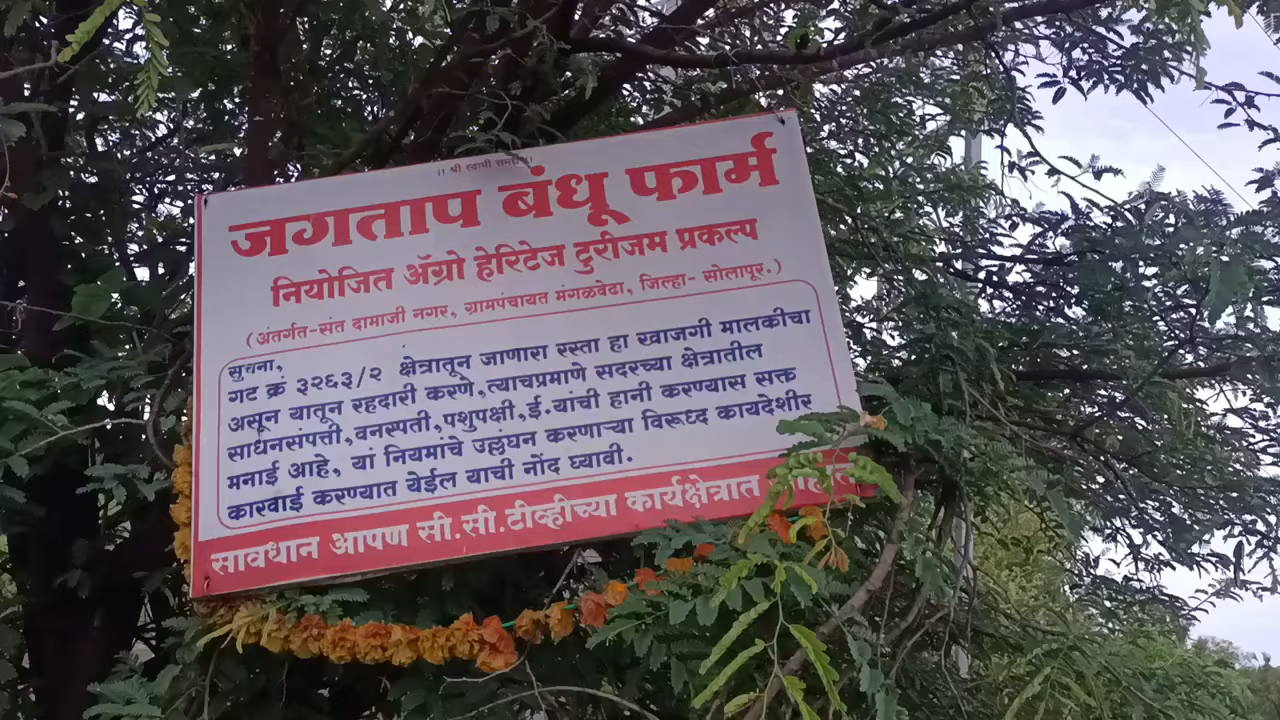 ।। श्री स्वामी समर्थ ।।
जगताप बंधू फार्म
नियोजित ॲग्रो हेरिटेज टुरीजम प्रकल्प
(अंतर्गत-संत दामाजी नगर, ग्रामपंचायत मंगळवेढा, जिल्हा- सोलापूर.)
सुचना,
गट क्रं ३२६३/२ क्षेत्रातून जाणारा रस्ता हा खाजगी मालकीचा
असून यातून रहदारी करणे,त्याचप्रमाणे सदरच्या क्षेत्रातील
साधनसंपत्ती,वनस्पती,पशुपक्षी,ई.यांची हानी करण्यास सक्त
मनाई आहे, यां नियमांचे उल्लघन करणाऱ्या विरूध्द कायदेशीर
कारवाई करण्यात येईल याची नोंद घ्यावी.
सावधान आपण सी.सी.टीव्हीच्या कार्यक्षेत्रात